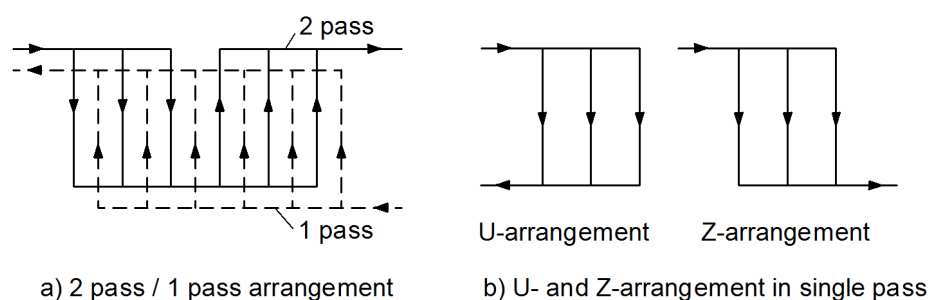 2 pass
1 pass
U-arrangement
Z-arrangement
a) 2 pass / 1 pass arrangement
b) U- and Z-arrangement in single pass